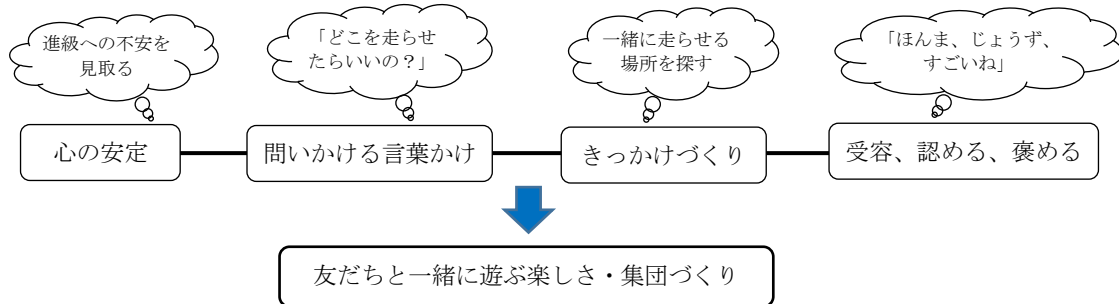 進級への不安を
見取る
「どこを走らせ
たらいいの？」
一緒に走らせる
場所を探す
「ほんま、じょうず、
すごいね」
心の安定
問いかける言葉かけ
きっかけづくり
受容、認める、褒める
友だちと一緒に遊ぶ楽しさ・集団づくり